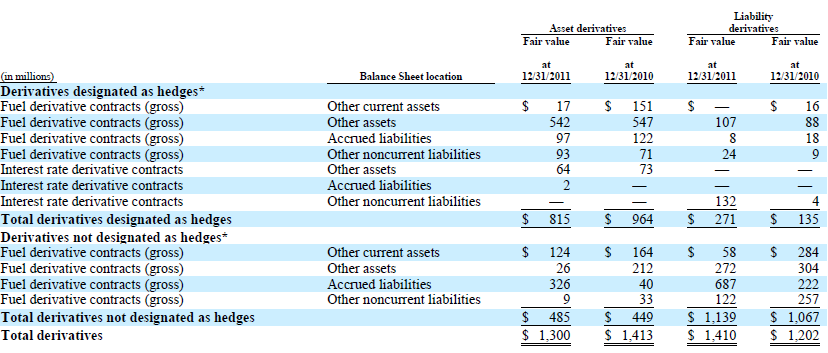 Liability
Asset derivatives derivatives
Fair value Fair value Fair value Fair value
at at at at
(in millions) Balance Sheet location 12/31/2011 12/31/2010 12/31/2011 12/31/2010
Derivatives designated as hedges*
Fuel derivative contracts (gross) Other current assets $ 17 $ 151 $ — $ 16
Fuel derivative contracts (gross) Other assets 542 547 107 88
Fuel derivative contracts (gross) Accrued liabilities 97 122 8 18
Fuel derivative contracts (gross) Other noncurrent liabilities 93 71 24 9
Interest rate derivative contracts Other assets 64 73 — —
Interest rate derivative contracts Accrued liabilities 2 — — —
Interest rate derivative contracts Other noncurrent liabilities — — 132 4
Total derivatives designated as hedges $ 815 $ 964 $ 271 $ 135
Derivatives not designated as hedges*
Fuel derivative contracts (gross) Other current assets $ 124 $ 164 $ 58 $ 284
Fuel derivative contracts (gross) Other assets 26 212 272 304
Fuel derivative contracts (gross) Accrued liabilities 326 40 687 222
Fuel derivative contracts (gross) Other noncurrent liabilities 9 33 122 257
Total derivatives not designated as hedges $ 485 $ 449 $ 1,139 $ 1,067
Total derivatives $ 1,300 $ 1,413 $ 1,410 $ 1,202